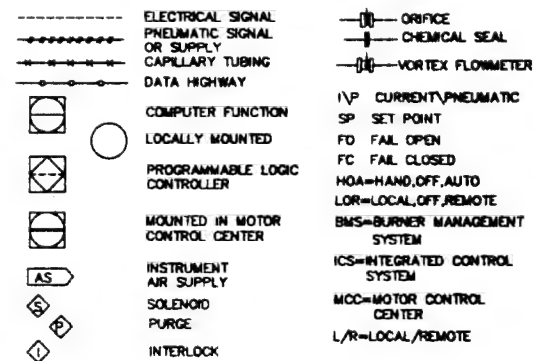 ELECTRICAL SIGNAL
PNEUMATIC SIGNAL
OR SUPPLY
CAPILLARY TUBING
DATA HIGHWAY
COMPUTER FUNCTION
LOCALLY MOUNTED
PROGRAMMABLE LOGIC
CONTROLLER
MOUNTED IN MOTOR
CONTROL CENTER
AS
INSTRUMENT
AIR SUPPLY
S
SOLENOID
P
PURGE
I
INTERLOCK
ORIFICE
CHEMICAL SEAL
VORTEX FLOWMETER
I\P CURRENT\PNEUMATIC
SP SET POINT
FO FAIL OPEN
FC FAIL CLOSED
HOA=HAND,OFF,AUTO
LOR=LOCAL,OFF,REMOTE
BMS=BURNER MANAGEMENT
SYSTEM
ICS=INTEGRATED CONTROL
SYSTEM
MCC=MOTOR CONTROL
CENTER
L/R=LOCAL/REMOTE